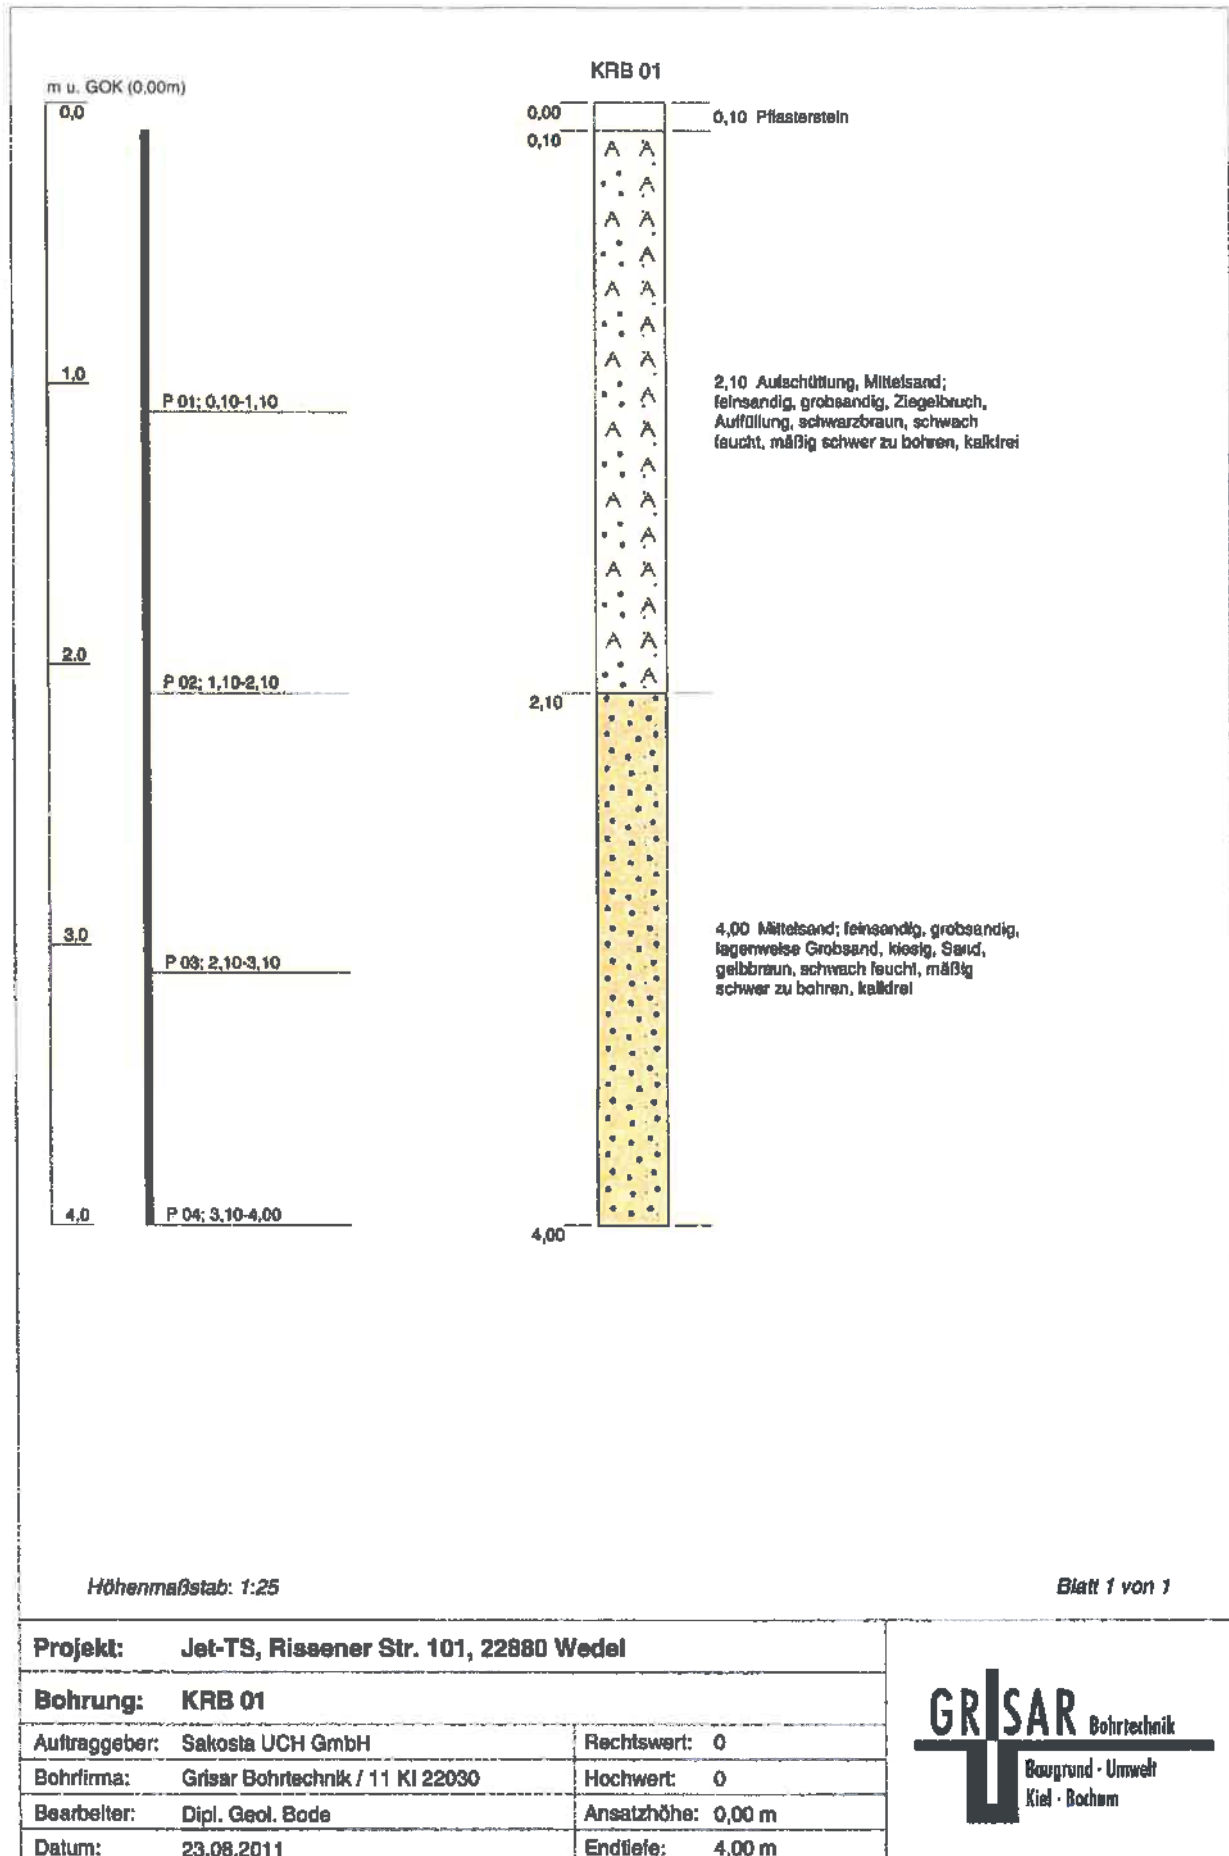 m u. GOK (0,00m)
KRB 01
0,0
0,00
0,10 Pflasterstein
0,10
1,0
P 01; 0,10-1,10
2,10 Aufschüttung, Mittelsand;
feinsandig, grobsandig, Ziegelbruch,
Auffüllung, schwarzbraun, schwach
feucht, mäßig schwer zu bohren, kalkfrei
2,0
P 02; 1,10-2,10
2,10
3,0
P 03; 2,10-3,10
4,00 Mittelsand; feinsandig, grobsandig,
lagenweise Grobsand, kiesig, Sand,
gelbbraun, schwach feucht, mäßig
schwer zu bohren, kalkfrei
4,0
P 04; 3,10-4,00
4,00
Höhenmaßstab: 1:25
Blatt 1 von 1
Projekt: Jet-TS, Rissener Str. 101, 22880 Wedel
Bohrung: KRB 01
Auftraggeber: Sakosta UCH GmbH
Rechtswert: 0
Bohrfirma: Grisar Bohrtechnik / 11 KI 22030
Hochwert: 0
Bearbeiter: Dipl. Geol. Bode
Ansatzhöhe: 0,00 m
Datum: 23.08.2011
Endtiefe: 4,00 m
GRISAR Bohrtechnik
Baugrund · Umwelt
Kiel · Bochum